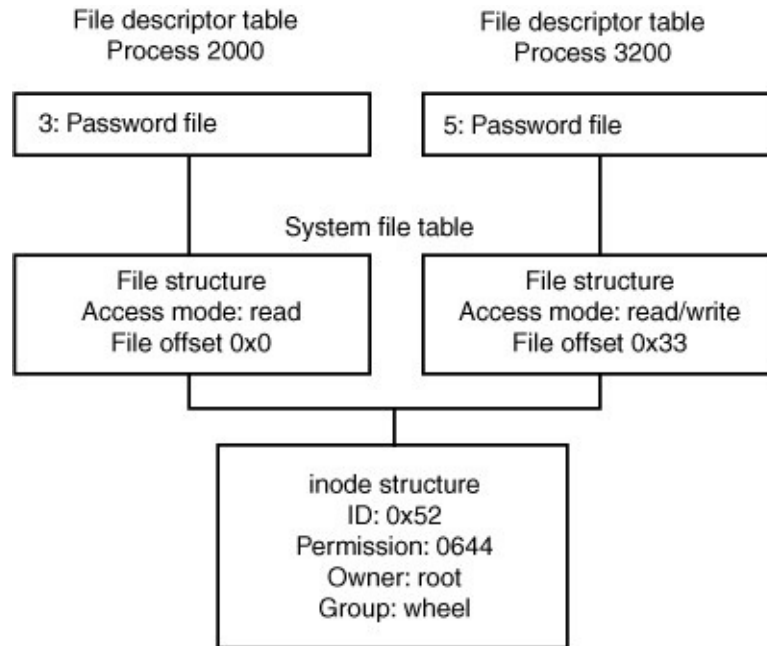 File descriptor table
Process 2000
File descriptor table
Process 3200
3: Password file
5: Password file
System file table
File structure
Access mode: read
File offset 0x0
File structure
Access mode: read/write
File offset 0x33
inode structure
ID: 0x52
Permission: 0644
Owner: root
Group: wheel